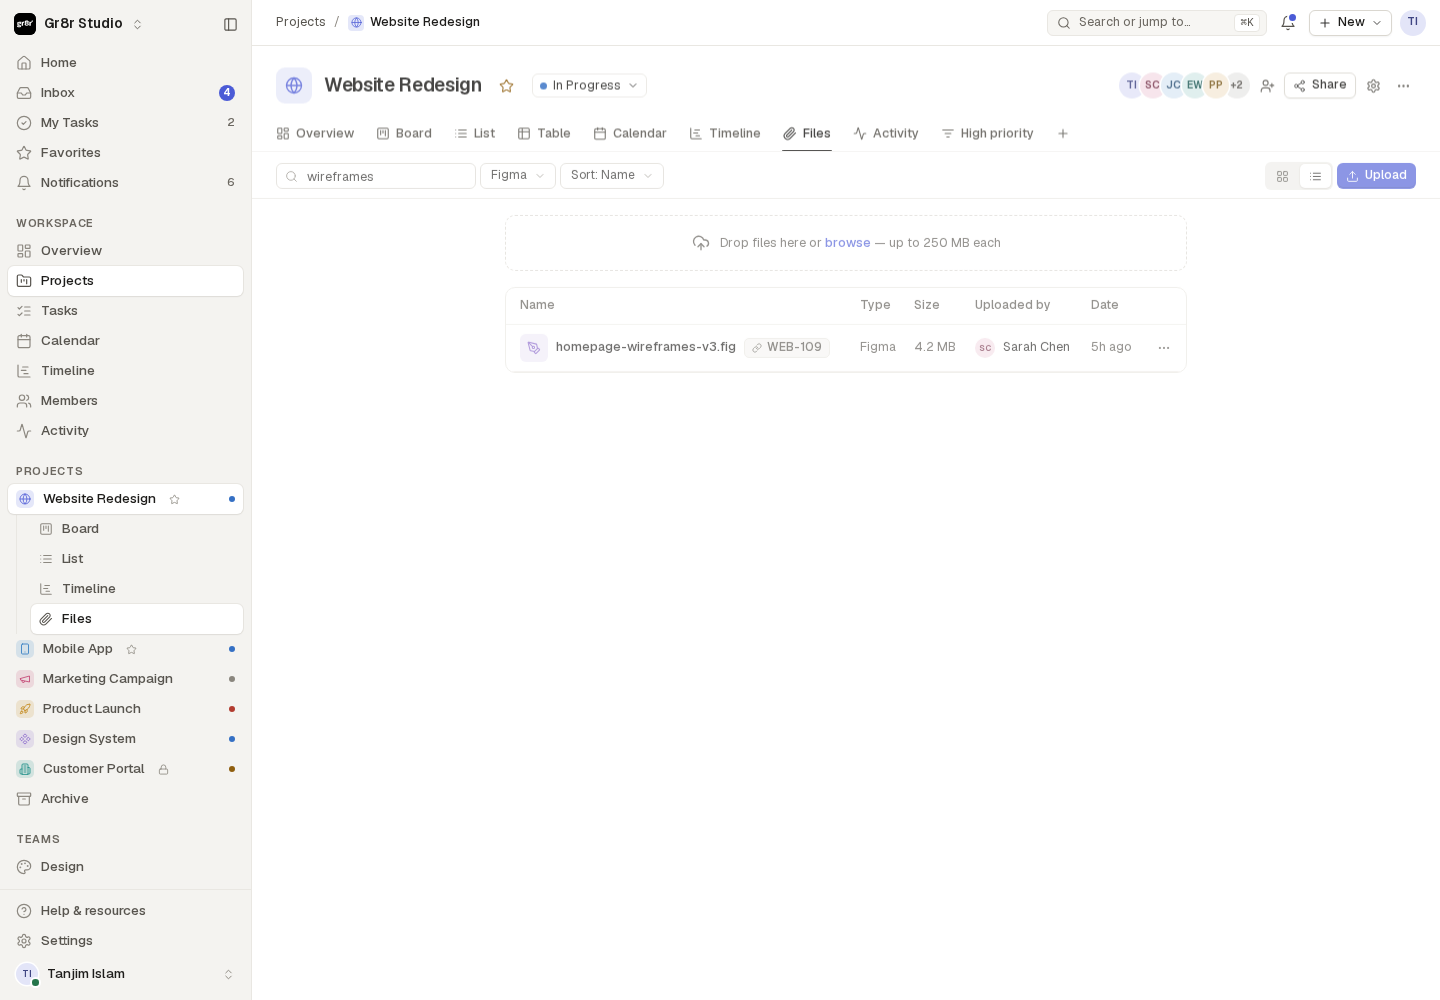 gr8r Gr8r Studio
Home
Inbox 4
My Tasks 2
Favorites
Notifications 6
WORKSPACE
Overview
Projects
Tasks
Calendar
Timeline
Members
Activity
PROJECTS
Website Redesign
Board
List
Timeline
Files
Mobile App
Marketing Campaign
Product Launch
Design System
Customer Portal
Archive
TEAMS
Design
Help & resources
Settings
TI Tanjim Islam
Projects / Website Redesign
Search or jump to... ⌘K
New
TI
Website Redesign
In Progress
TI SC JC EW PP +2
Share
Overview Board List Table Calendar Timeline Files Activity High priority
wireframes Figma Sort: Name
Upload
Drop files here or browse — up to 250 MB each
Name Type Size Uploaded by Date
homepage-wireframes-v3.fig WEB-109 Figma 4.2 MB SC Sarah Chen 5h ago